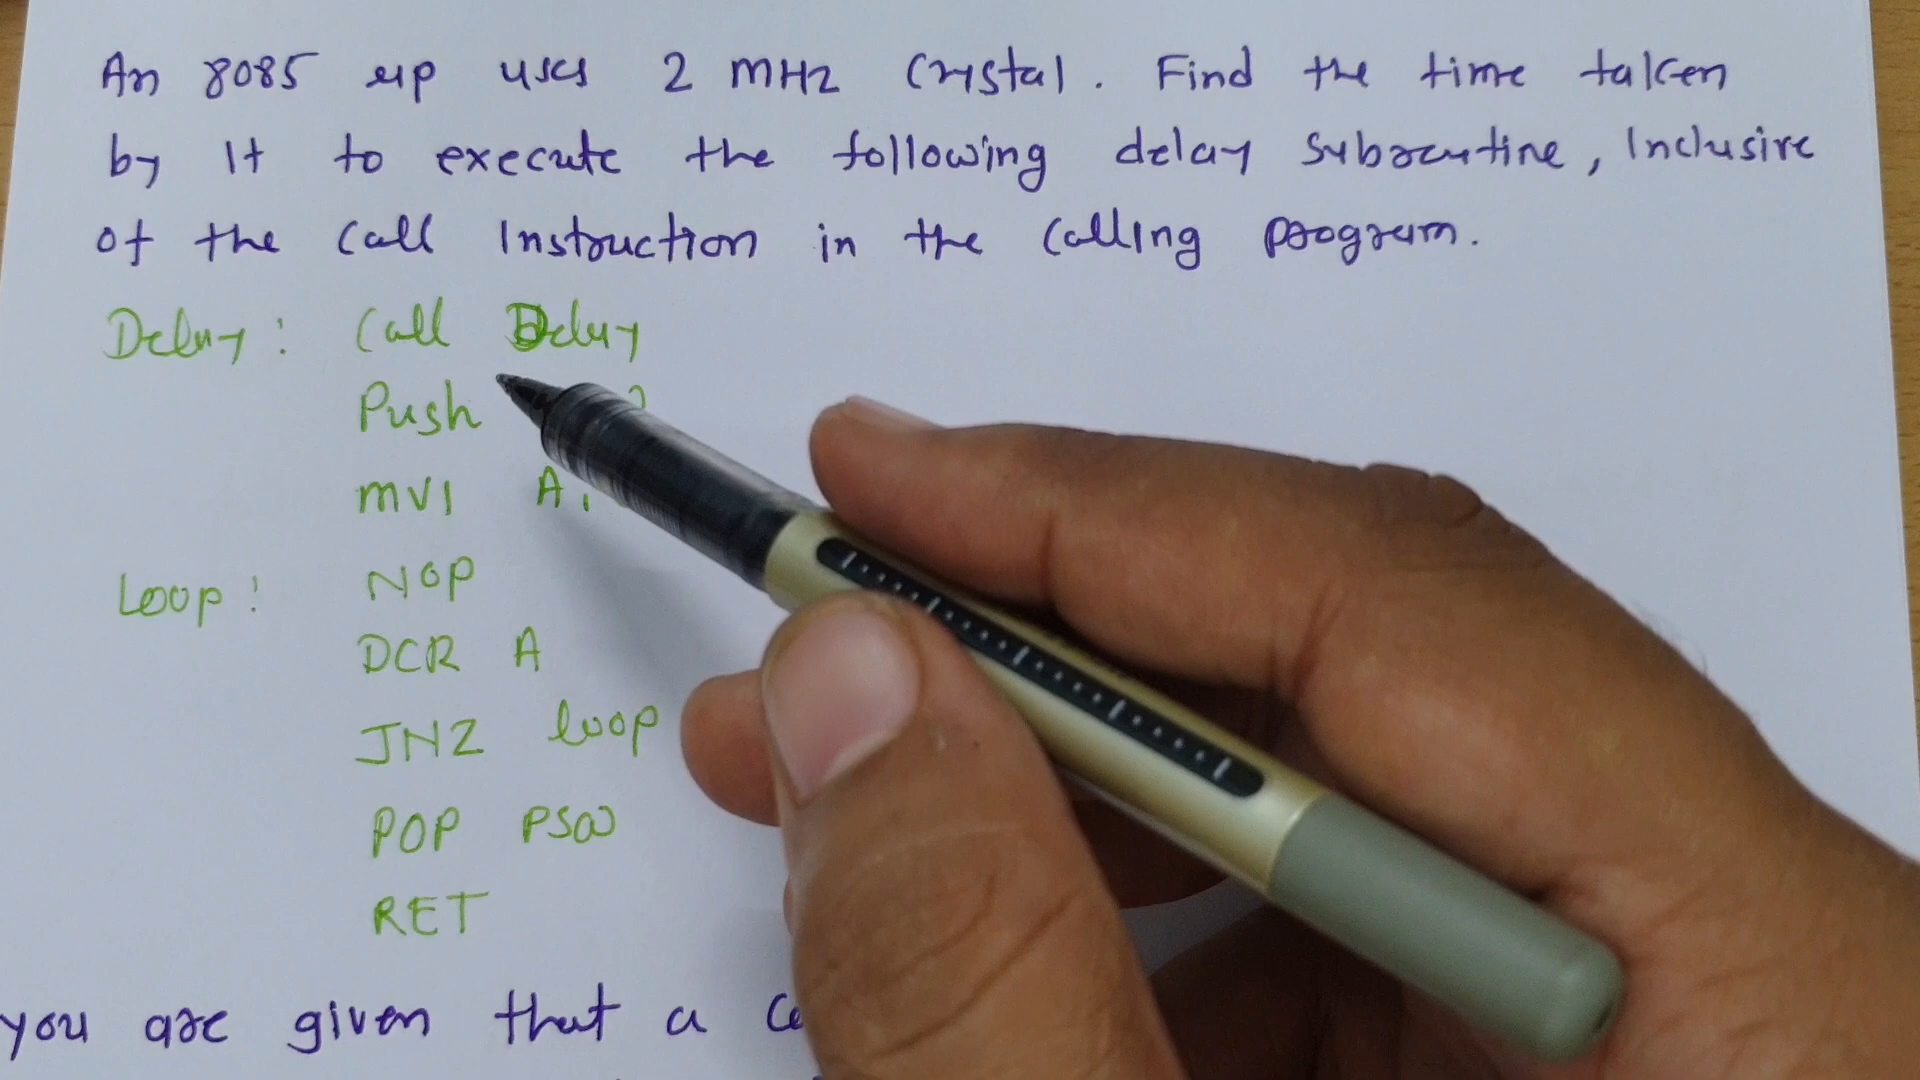 An 8085 μp uses 2 MHz Crystal. Find the time taken
by It to execute the following delay subroutine, Inclusive
of the Call Instruction in the Calling program.
Delay: Call Delay
Push
MVI A,
Loop: NOP
DCR A
JNZ loop
POP PSW
RET
you are given that a